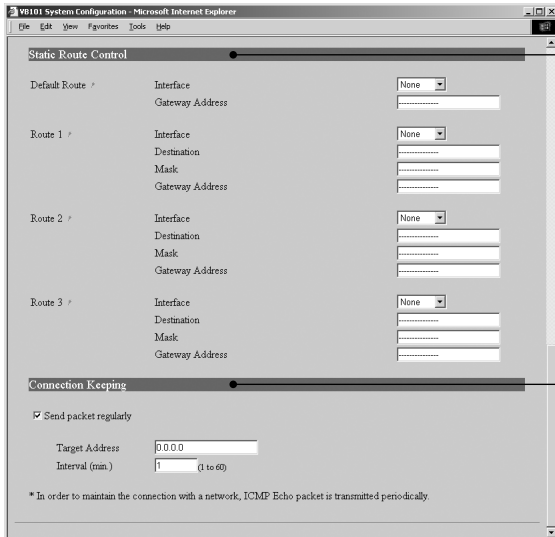 VB101 System Configuration - Microsoft Internet Explorer
File Edit View Favorites Tools Help
Static Route Control
Default Route * Interface None
Gateway Address ---------------
Route 1 * Interface None
Destination ---------------
Mask ---------------
Gateway Address ---------------
Route 2 * Interface None
Destination ---------------
Mask ---------------
Gateway Address ---------------
Route 3 * Interface None
Destination ---------------
Mask ---------------
Gateway Address ---------------
Connection Keeping
Send packet regularly
Target Address 0.0.0.0
Interval (min.) 1 (1 to 60)
* In order to maintain the connection with a network, ICMP Echo packet is transmitted periodically.